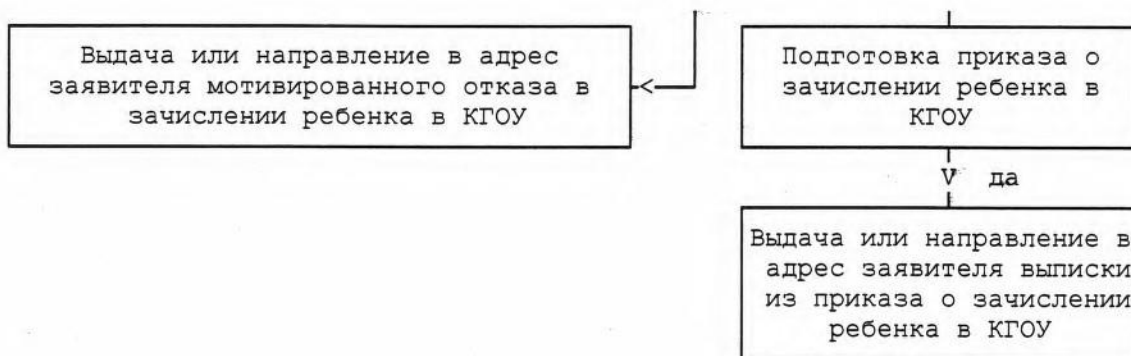 Выдача или направление в адрес
заявителя мотивированного отказа в
зачислении ребенка в КГОУ
<
Подготовка приказа о
зачислении ребенка в
КГОУ
V да
Выдача или направление в
адрес заявителя выписки
из приказа о зачислении
ребенка в КГОУ